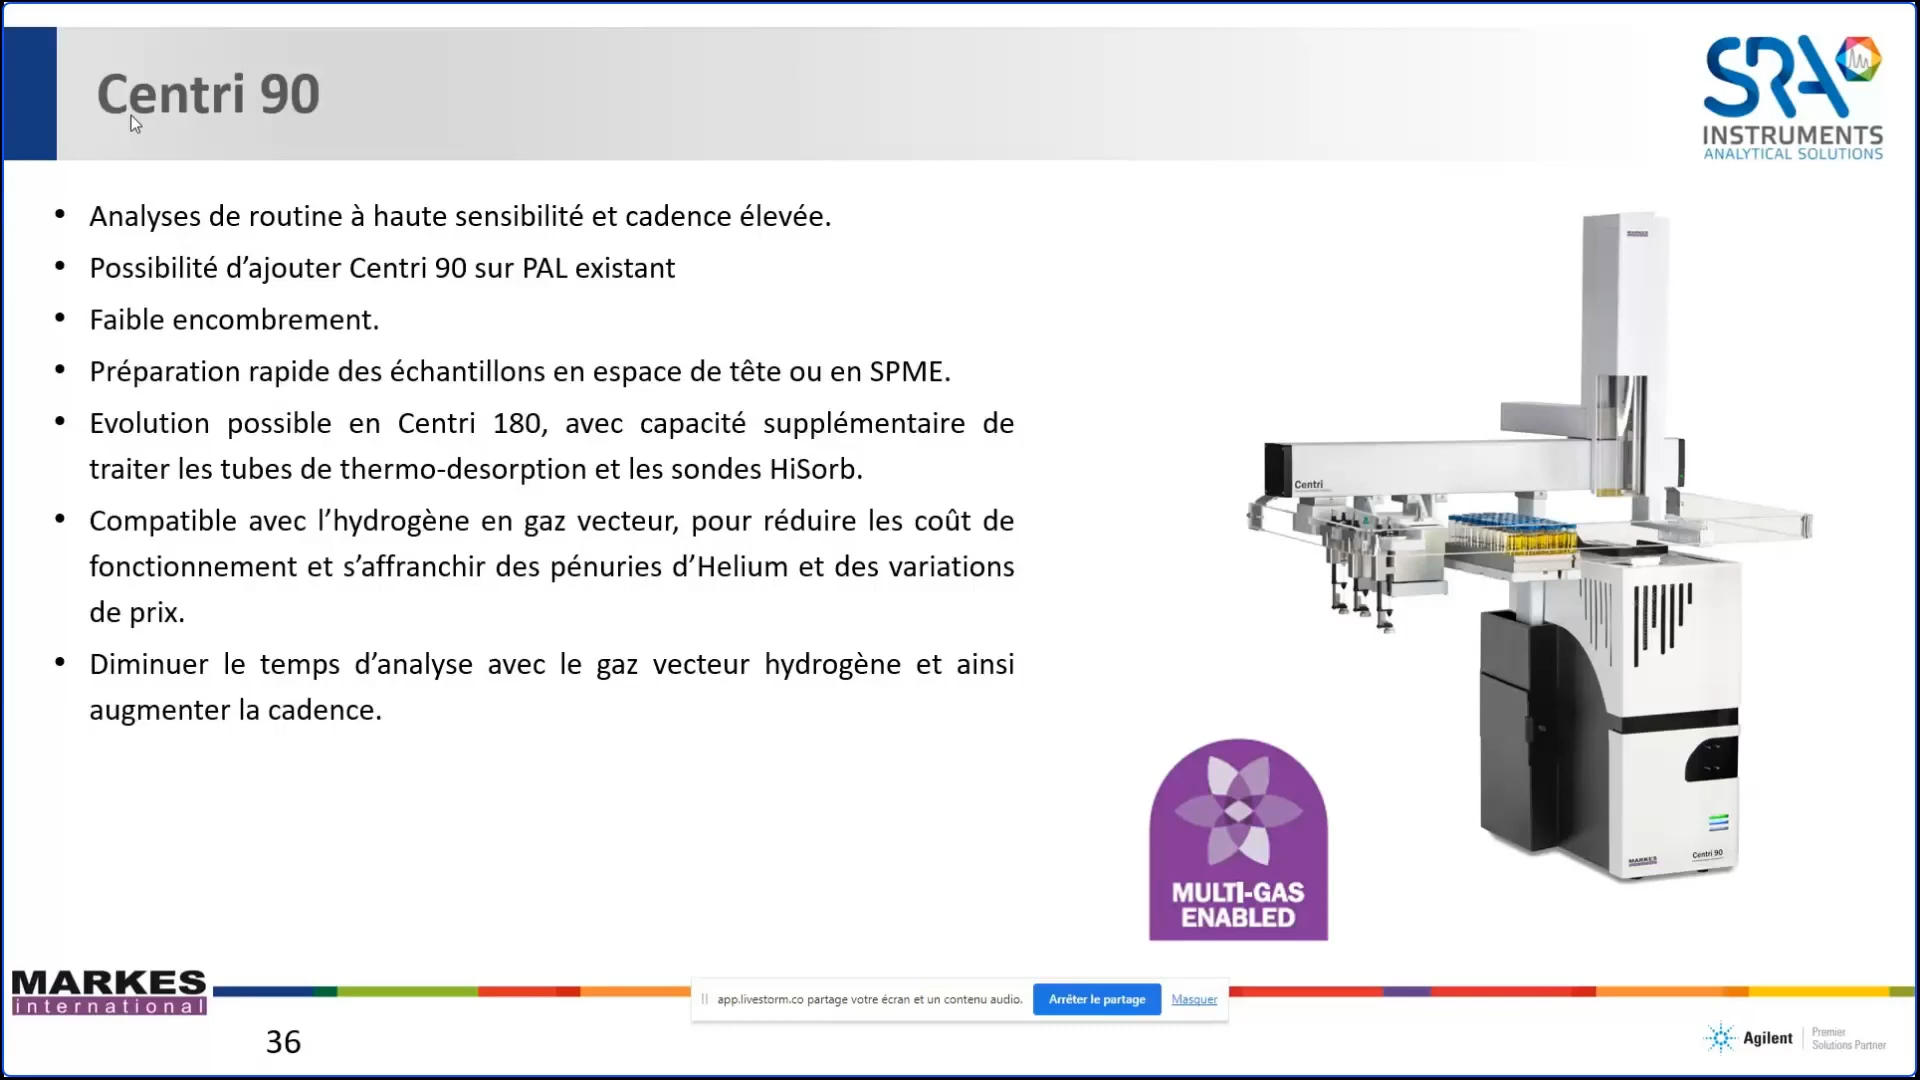 Centri 90
SRA
INSTRUMENTS
ANALYTICAL SOLUTIONS
• Analyses de routine à haute sensibilité et cadence élevée.
• Possibilité d’ajouter Centri 90 sur PAL existant
• Faible encombrement.
• Préparation rapide des échantillons en espace de tête ou en SPME.
• Evolution possible en Centri 180, avec capacité supplémentaire de
traiter les tubes de thermo-desorption et les sondes HiSorb.
• Compatible avec l’hydrogène en gaz vecteur, pour réduire les coût de
fonctionnement et s’affranchir des pénuries d’Helium et des variations
de prix.
• Diminuer le temps d’analyse avec le gaz vecteur hydrogène et ainsi
augmenter la cadence.
MARKES
Centri
MARKES
Centri 90
MULTI-GAS
ENABLED
MARKES
international
app.livestorm.co partage votre écran et un contenu audio.
Arrêter le partage
Masquer
36
Agilent
Premier
Solutions Partner